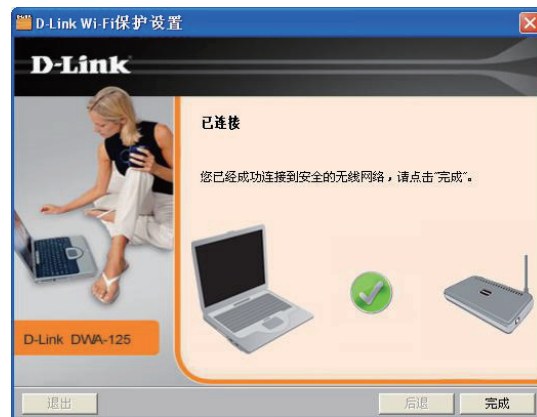 D-Link Wi-Fi保护设置
D-Link
已连接
您已经成功连接到安全的无线网络，请点击"完成"。
D-Link DWA-125
退出
后退
完成